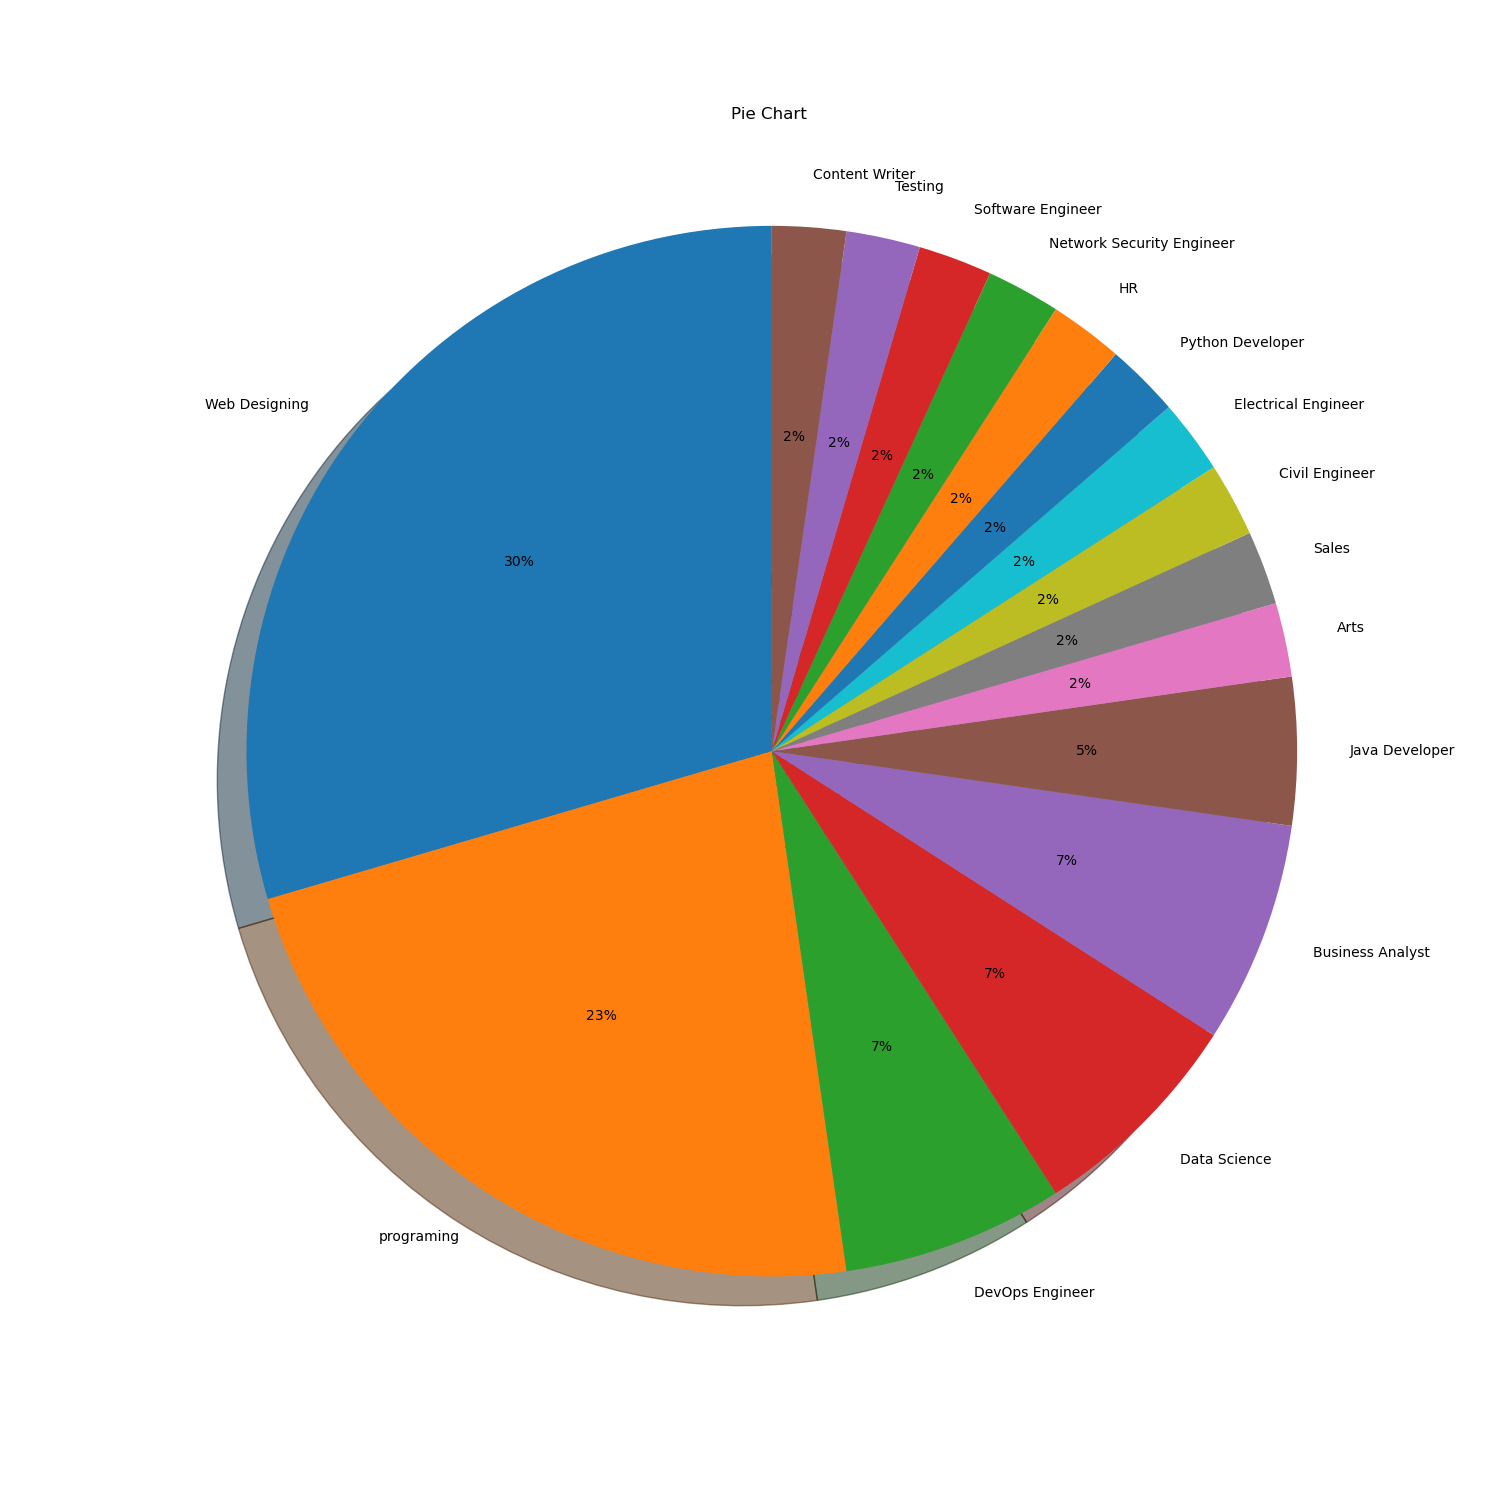 Pie Chart
Content Writer
Testing
Software Engineer
Network Security Engineer
HR
Python Developer
Electrical Engineer
Civil Engineer
Sales
Arts
Java Developer
Business Analyst
Data Science
DevOps Engineer
programing
Web Designing
2%
2%
2%
2%
2%
2%
2%
2%
2%
2%
5%
7%
7%
7%
23%
30%